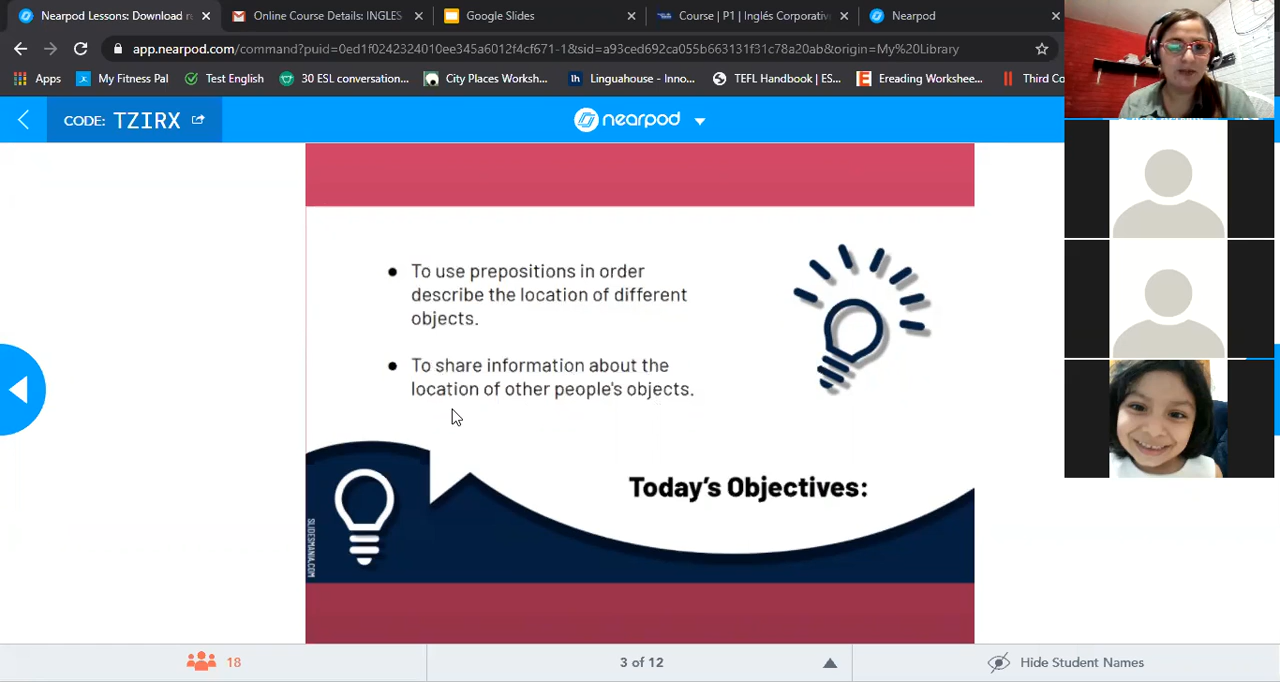 Nearpod Lessons: Download r
Online Course Details: INGLES
Google Slides
Course | P1 | Inglés Corporativ
Nearpod
app.nearpod.com/command?puid=0ed1f0242324010ee345a6012f4cf671-1&sid=a93ced692ca055b663131f31c78a20ab&origin=My%20Library
Apps
My Fitness Pal
Test English
30 ESL conversation...
City Places Worksh...
Linguahouse - Inno...
TEFL Handbook | ES...
Ereading Workshee...
Third Co
CODE: TZIRX
nearpod
To use prepositions in order
describe the location of different
objects.
To share information about the
location of other people's objects.
Today's Objectives:
SLIDESMANIA.COM
18
3 of 12
Hide Student Names